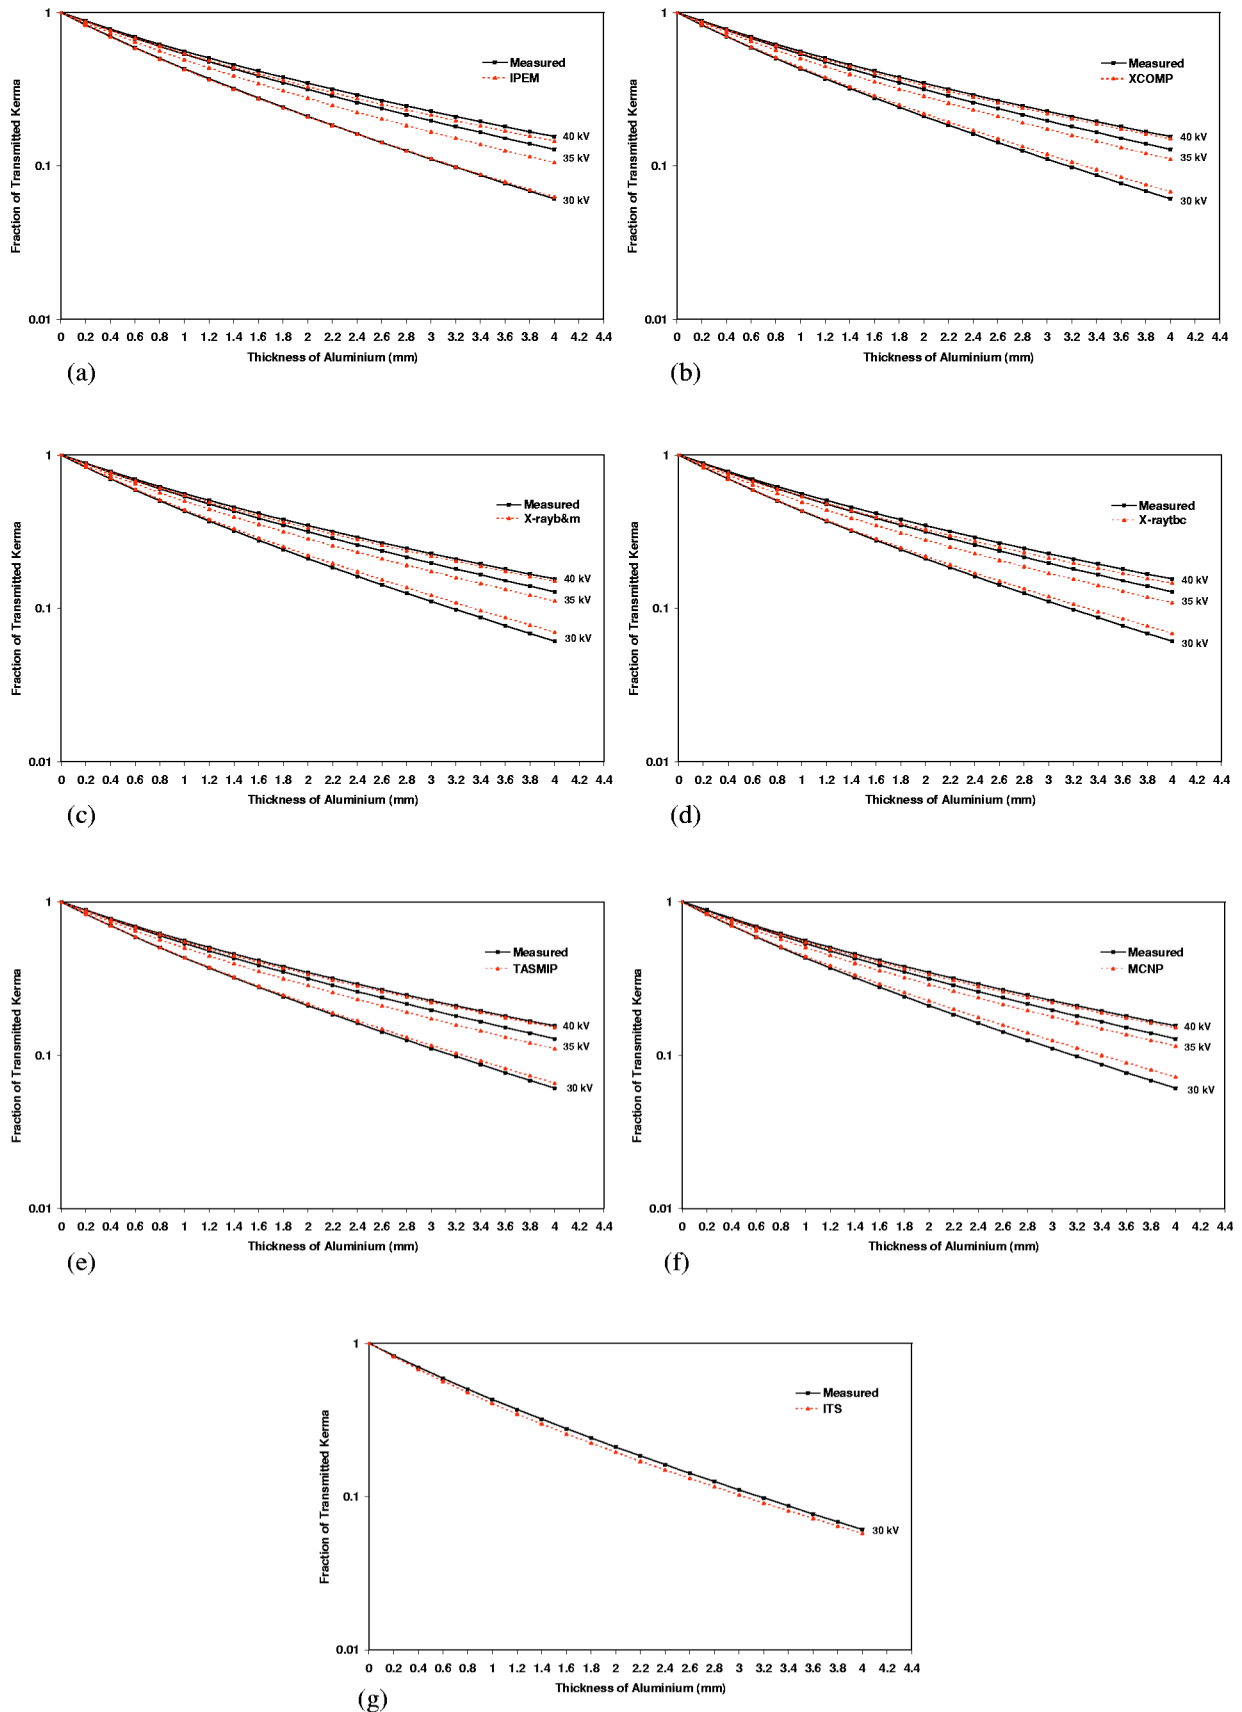 1
0.1
0.01
Fraction of Transmitted Kerma
Measured
IPEM
40 kV
35 kV
30 kV
0 0.2 0.4 0.6 0.8 1 1.2 1.4 1.6 1.8 2 2.2 2.4 2.6 2.8 3 3.2 3.4 3.6 3.8 4 4.2 4.4
Thickness of Aluminium (mm)
(a)
1
0.1
0.01
Fraction of Transmitted Kerma
Measured
XCOMP
40 kV
35 kV
30 kV
0 0.2 0.4 0.6 0.8 1 1.2 1.4 1.6 1.8 2 2.2 2.4 2.6 2.8 3 3.2 3.4 3.6 3.8 4 4.2 4.4
Thickness of Aluminium (mm)
(b)
1
0.1
0.01
Fraction of Transmitted Kerma
Measured
X-rayb&m
40 kV
35 kV
30 kV
0 0.2 0.4 0.6 0.8 1 1.2 1.4 1.6 1.8 2 2.2 2.4 2.6 2.8 3 3.2 3.4 3.6 3.8 4 4.2 4.4
Thickness of Aluminium (mm)
(c)
1
0.1
0.01
Fraction of Transmitted Kerma
Measured
X-raytbc
40 kV
35 kV
30 kV
0 0.2 0.4 0.6 0.8 1 1.2 1.4 1.6 1.8 2 2.2 2.4 2.6 2.8 3 3.2 3.4 3.6 3.8 4 4.2 4.4
Thickness of Aluminium (mm)
(d)
1
0.1
0.01
Fraction of Transmitted Kerma
Measured
TASMIP
40 kV
35 kV
30 kV
0 0.2 0.4 0.6 0.8 1 1.2 1.4 1.6 1.8 2 2.2 2.4 2.6 2.8 3 3.2 3.4 3.6 3.8 4 4.2 4.4
Thickness of Aluminium (mm)
(e)
1
0.1
0.01
Fraction of Transmitted Kerma
Measured
MCNP
40 kV
35 kV
30 kV
0 0.2 0.4 0.6 0.8 1 1.2 1.4 1.6 1.8 2 2.2 2.4 2.6 2.8 3 3.2 3.4 3.6 3.8 4 4.2 4.4
Thickness of Aluminium (mm)
(f)
1
0.1
0.01
Fraction of Transmitted Kerma
Measured
ITS
30 kV
0 0.2 0.4 0.6 0.8 1 1.2 1.4 1.6 1.8 2 2.2 2.4 2.6 2.8 3 3.2 3.4 3.6 3.8 4 4.2 4.4
Thickness of Aluminium (mm)
(g)